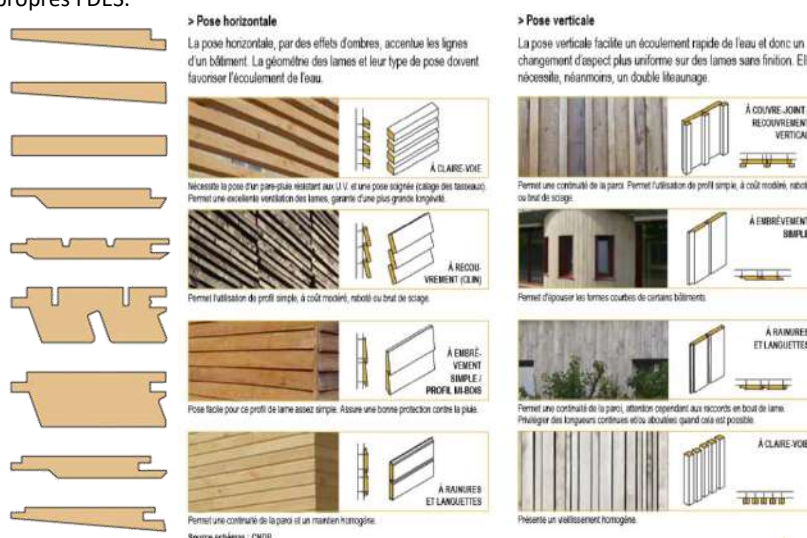 propres FDES.
> Pose horizontale
La pose horizontale, par des effets d'ombres, accentue les lignes
d'un bâtiment. La géométrie des lames et leur type de pose doivent
favoriser l'écoulement de l'eau.
À CLAIRE-VOIE
Nécessite la pose d'un pare-pluie résistant aux U.V. et une pose soignée (calage des tasseaux).
Permet une excellente ventilation des lames, garante d'une plus grande longévité.
À RECOU-
VREMENT (CLIN)
Permet l'utilisation de profil simple, à coût modéré, raboté ou brut de sciage.
À EMBRÈ-
VEMENT
SIMPLE /
PROFIL MI-BOIS
Pose facile pour ce profil de lame assez simple. Assure une bonne protection contre la pluie.
À RAINURES
ET LANGUETTES
Permet une continuité de la paroi et un maintien homogène.
Source schémas : CNDB
> Pose verticale
La pose verticale facilite un écoulement rapide de l'eau et donc un
changement d'aspect plus uniforme sur des lames sans finition. Ell
nécessite, néanmoins, un double liteaunage.
À COUVRE-JOINT
RECOUVREMENT
VERTICAL
Permet une continuité de la paroi. Permet l'utilisation de profil simple, à coût modéré, rabot
ou brut de sciage.
À EMBRÈVEMENT
SIMPLE
Permet d'épouser les formes courbes de certains bâtiments.
À RAINURES
ET LANGUETTES
Permet une continuité de la paroi, attention cependant aux raccords en bout de lame.
Privilégier des longueurs continues et/ou aboutées quand cela est possible.
À CLAIRE-VOIE
Présente un vieillissement homogène.